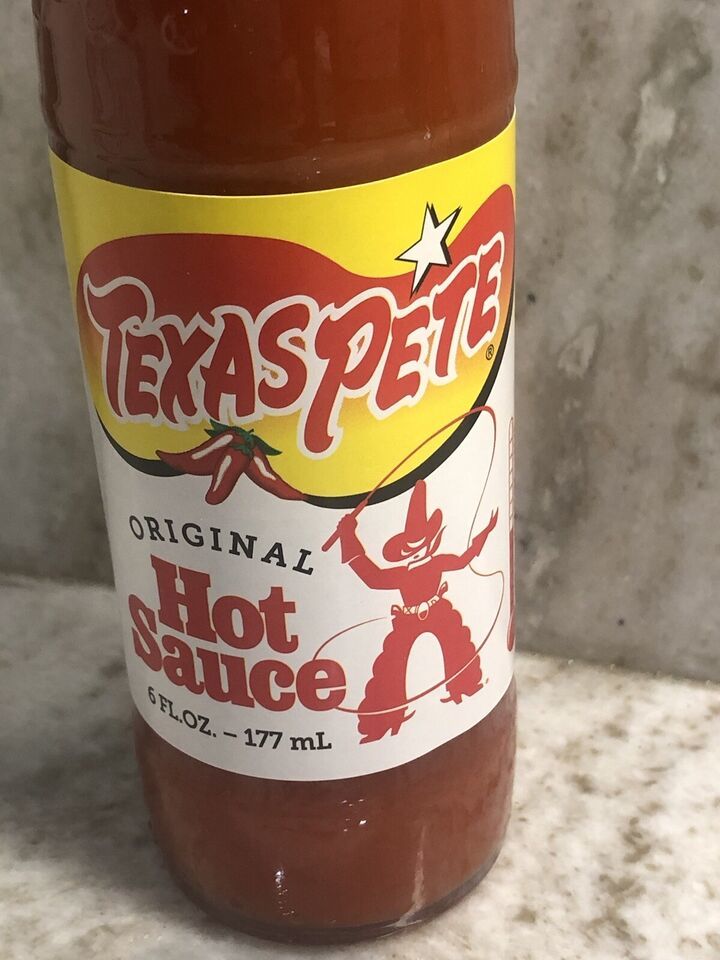 TEXAS PETE
®
ORIGINAL
Hot
Sauce
6 FL.OZ. – 177 mL